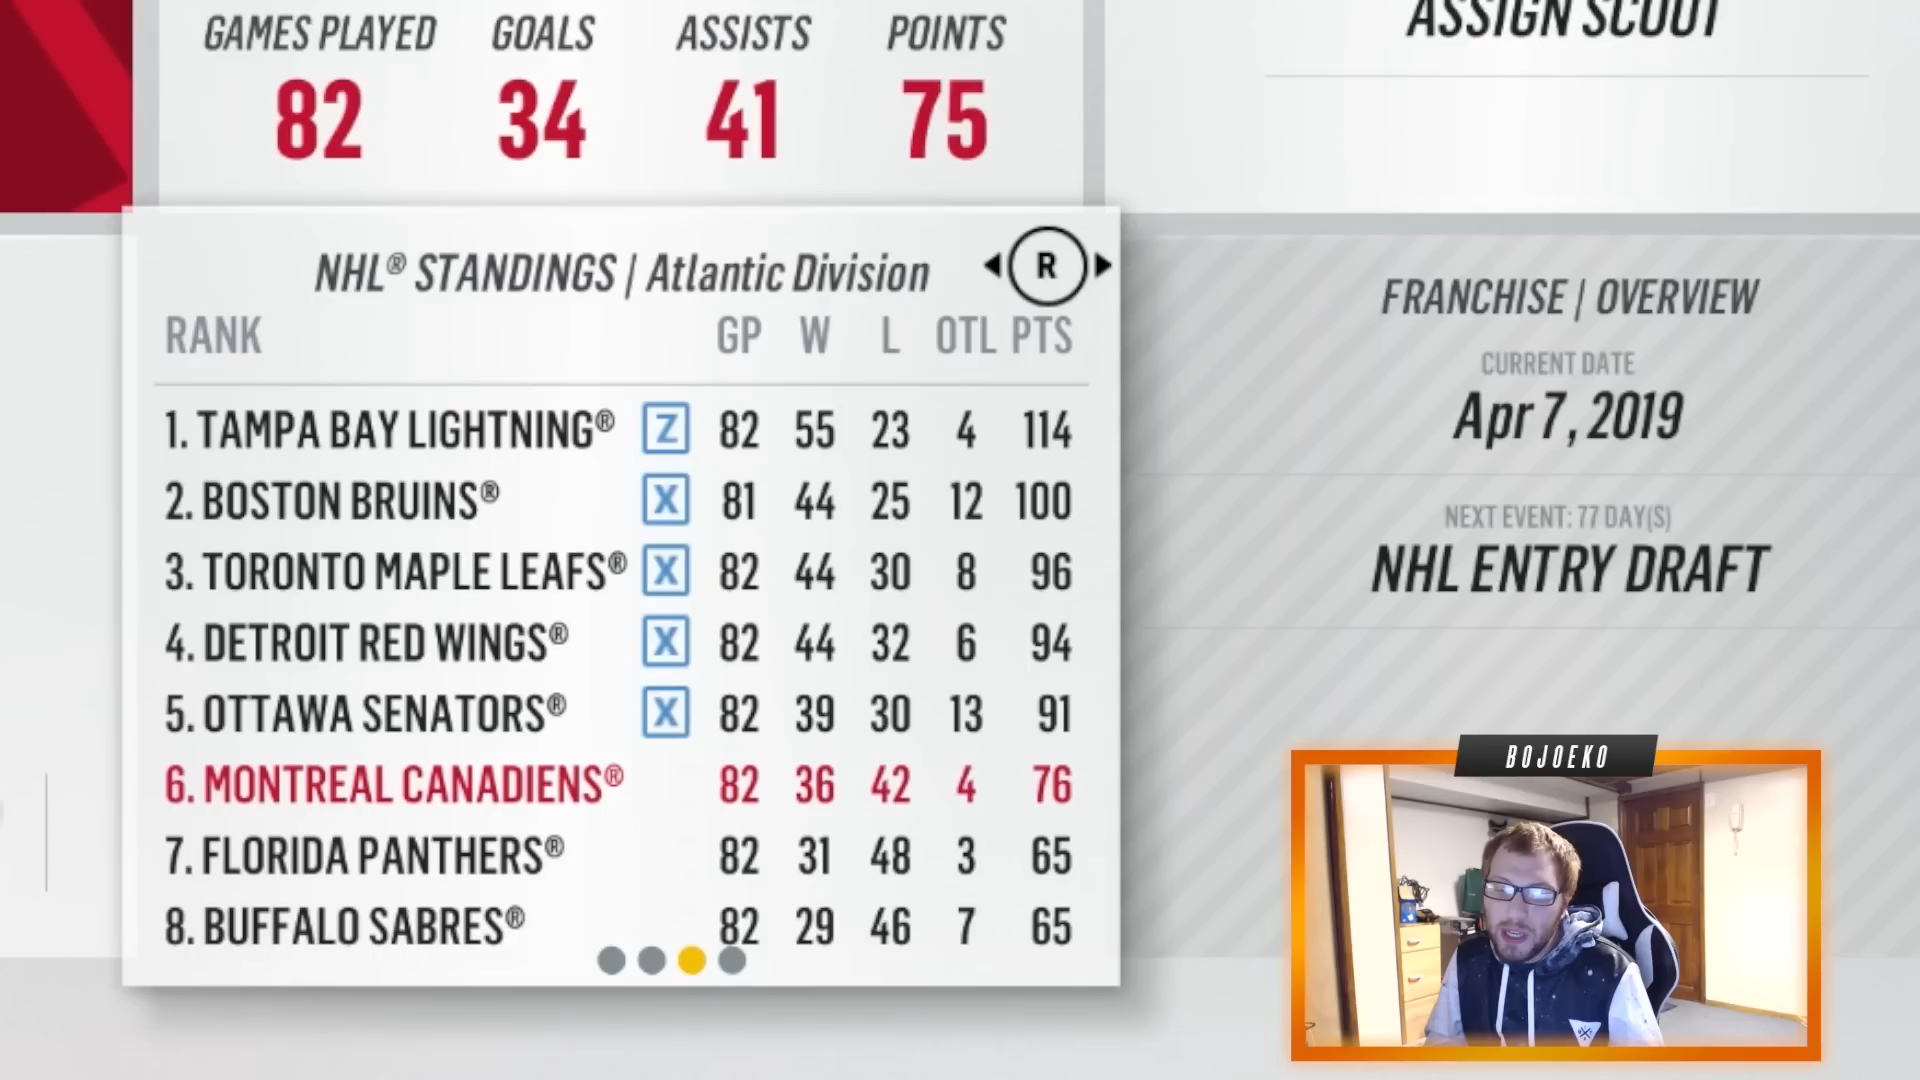 GAMES PLAYED GOALS ASSISTS POINTS
82 34 41 75
ASSIGN SCOUT
NHL® STANDINGS | Atlantic Division R
RANK GP W L OTL PTS
1. TAMPA BAY LIGHTNING® Z 82 55 23 4 114
2. BOSTON BRUINS® X 81 44 25 12 100
3. TORONTO MAPLE LEAFS® X 82 44 30 8 96
4. DETROIT RED WINGS® X 82 44 32 6 94
5. OTTAWA SENATORS® X 82 39 30 13 91
6. MONTREAL CANADIENS® 82 36 42 4 76
7. FLORIDA PANTHERS® 82 31 48 3 65
8. BUFFALO SABRES® 82 29 46 7 65
FRANCHISE | OVERVIEW
CURRENT DATE
Apr 7, 2019
NEXT EVENT: 77 DAY(S)
NHL ENTRY DRAFT
BOJOEKO